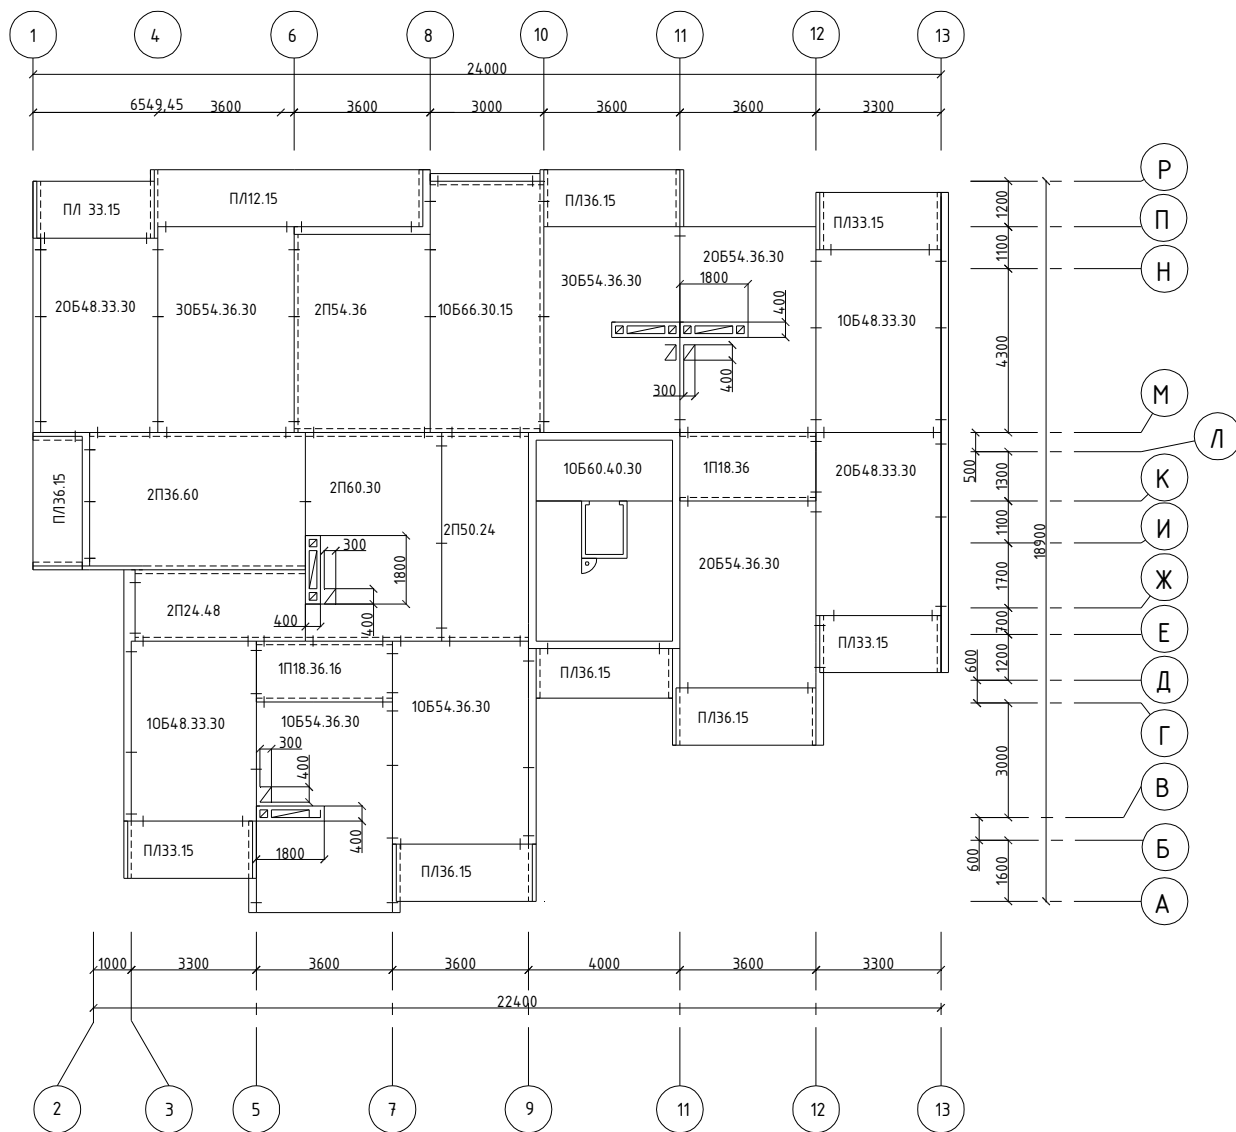 1 4 6 8 10 11 12 13
24000
6549,45 3600 3600 3000 3600 3600 3300
Р
ПЛ 33.15 ПЛ12.15 ПЛ36.15 ПЛ33.15
1200
П
1100
Н
2ОБ54.36.30
1800
3ОБ54.36.30
2ОБ48.33.30 3ОБ54.36.30 2П54.36 1ОБ66.30.15
400
1ОБ48.33.30
4300
300
400
М
Л
500
1ОБ60.40.30 1П18.36 2ОБ48.33.30
1300
К
ПЛ36.15
2П36.60 2П60.30
2П50.24
1100
И
18900
300
1800
2ОБ54.36.30
1700
Ж
2П24.48
400
400
700
Е
ПЛ33.15
1П18.36.16
ПЛ36.15
600
1200
Д
1ОБ54.36.30
ПЛ36.15
1ОБ48.33.30 1ОБ54.36.30
Г
300
400
3000
В
400
ПЛ33.15
1800
600
Б
ПЛ36.15
1600
А
1000 3300 3600 3600 4000 3600 3300
22400
2 3 5 7 9 11 12 13